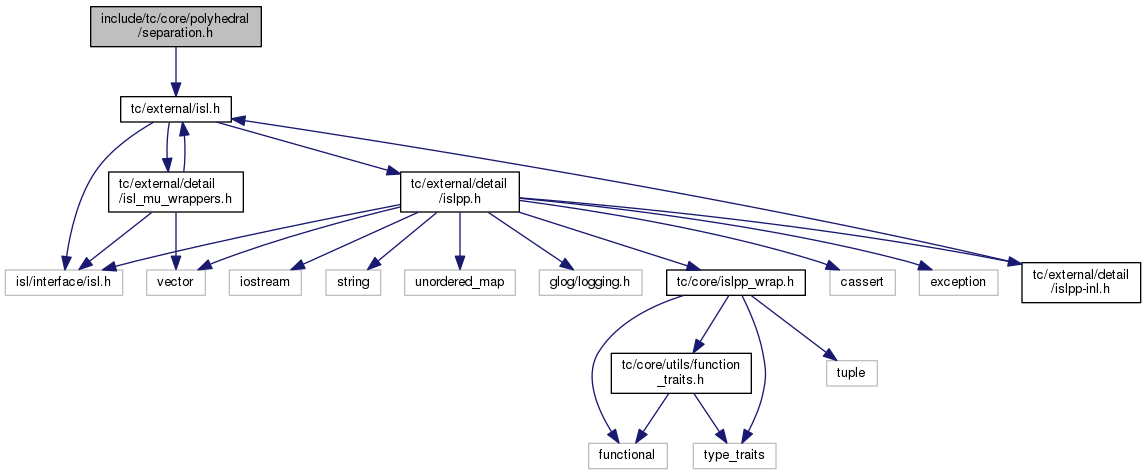 include/tc/core/polyhedral
/separation.h
tc/external/isl.h
tc/external/detail
/isl_mu_wrappers.h
tc/external/detail
/islpp.h
isl/interface/isl.h
vector
iostream
string
unordered_map
glog/logging.h
tc/core/islpp_wrap.h
cassert
exception
tc/external/detail
/islpp-inl.h
tc/core/utils/function
_traits.h
tuple
functional
type_traits